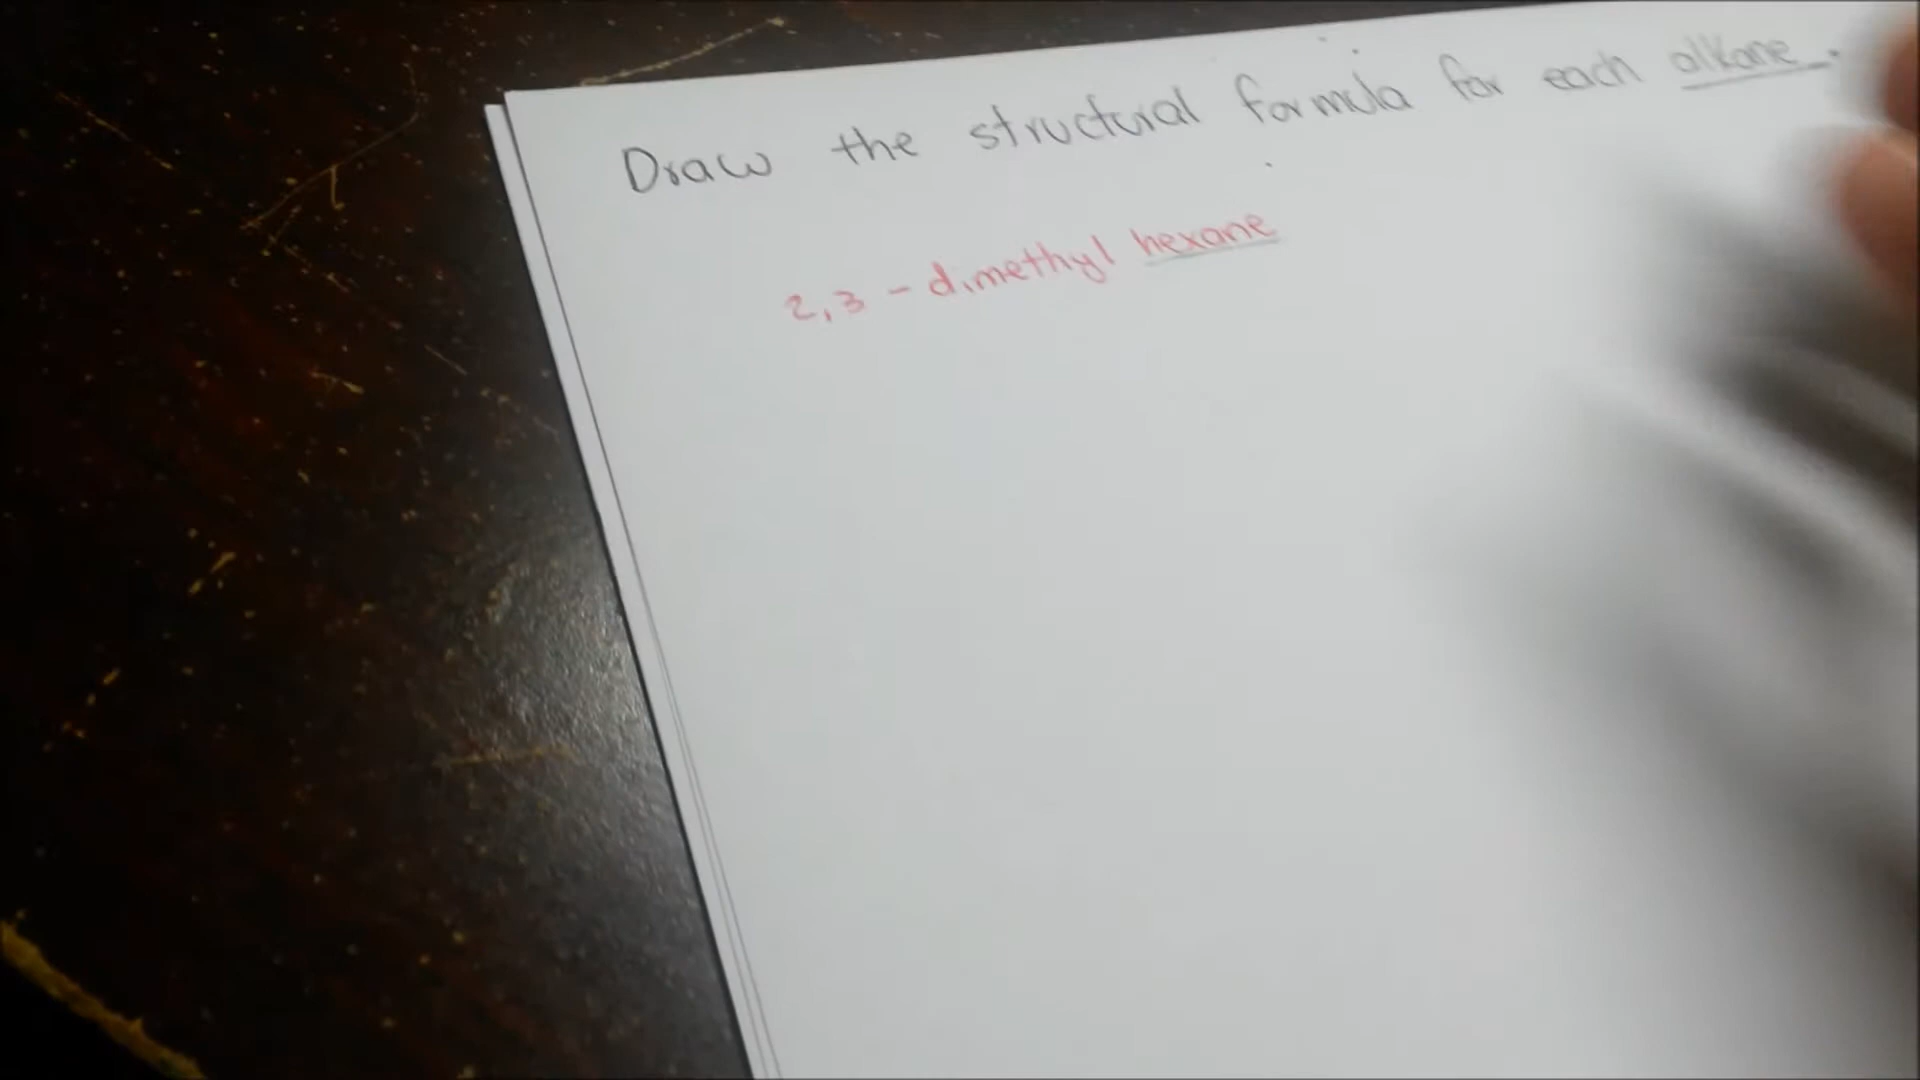 Draw the structural formula for each alkane.
2,3 - dimethyl hexane